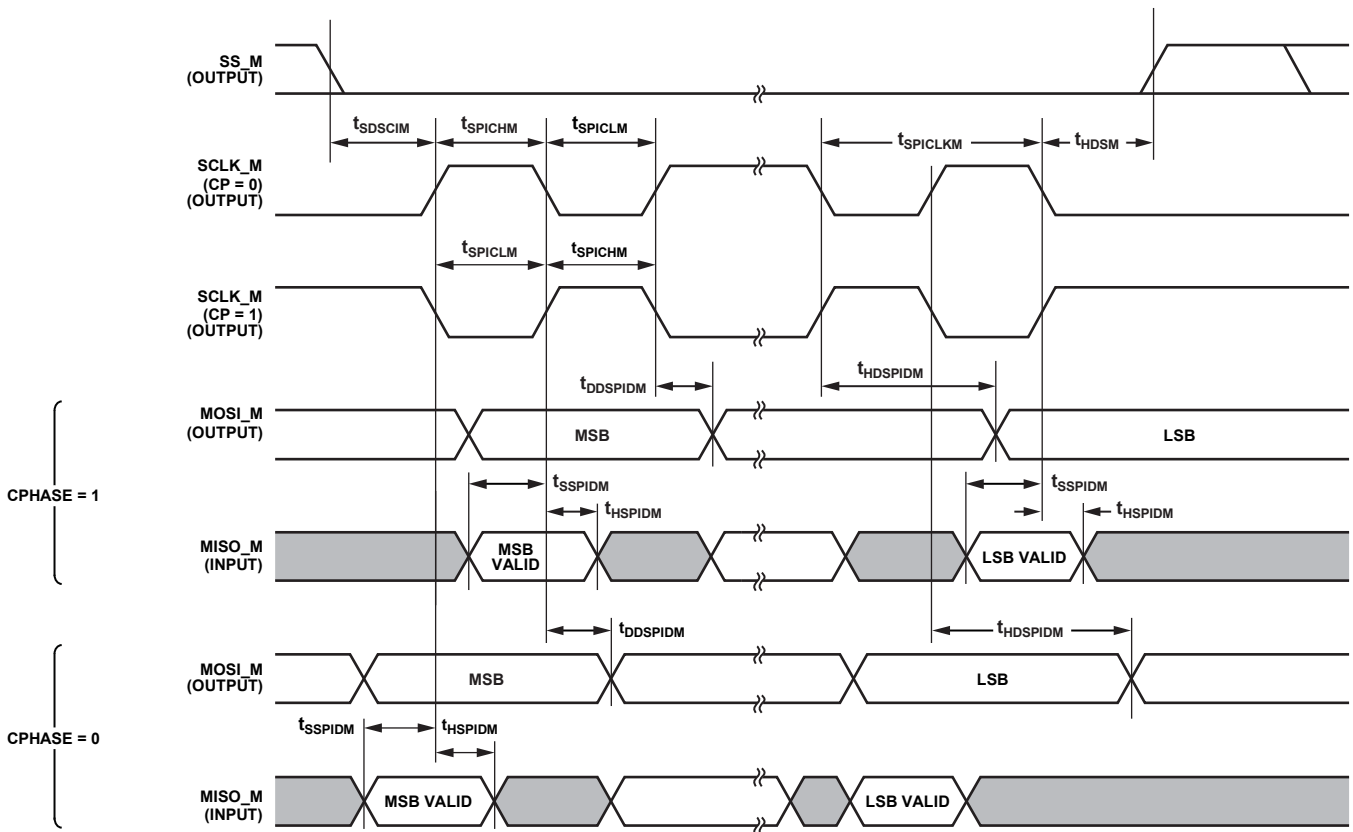 SS_M
(OUTPUT)
tSDSCIM
tSPICHM
tSPICLM
tSPICLKM
tHDSM
SCLK_M
(CP = 0)
(OUTPUT)
tSPICLM
tSPICHM
SCLK_M
(CP = 1)
(OUTPUT)
tDDSPIDM
tHDSPIDM
CPHASE = 1
MOSI_M
(OUTPUT)
MSB
LSB
tSSPIDM
tSSPIDM
tHSPIDM
tHSPIDM
MISO_M
(INPUT)
MSB
VALID
LSB VALID
tDDSPIDM
tHDSPIDM
CPHASE = 0
MOSI_M
(OUTPUT)
MSB
LSB
tSSPIDM
tHSPIDM
MISO_M
(INPUT)
MSB VALID
LSB VALID